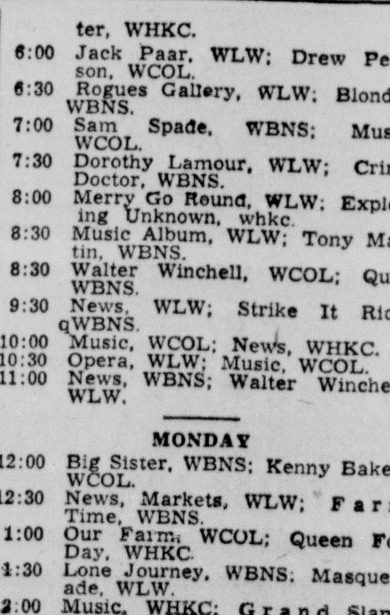 ter, WHKC.
6:00 Jack Paar, WLW; Drew Pe
son, WCOL.
6:30 Rogues Gallery, WLW; Blond
WBNS.
7:00 Sam Spade, WBNS; Mus
WCOL.
7:30 Dorothy Lamour, WLW; Cri
Doctor, WBNS.
8:00 Merry Go Round, WLW; Expl
ing Unknown, whkc.
8:30 Music Album, WLW; Tony Ma
tin, WBNS.
8:30 Walter Winchell, WCOL; Qu
WBNS.
9:30 News, WLW; Strike It Ric
qWBNS.
10:00 Music, WCOL; News, WHKC.
10:30 Opera, WLW; Music, WCOL.
11:00 News, WBNS; Walter Winche
WLW.
MONDAY
12:00 Big Sister, WBNS; Kenny Bake
WCOL.
12:30 News, Markets, WLW; Far
Time, WBNS.
1:00 Our Farm, WCOL; Queen Fo
Day, WHKC.
1:30 Lone Journey, WBNS; Masque
ade, WLW.
2:00 Music, WHKC; Grand Slam